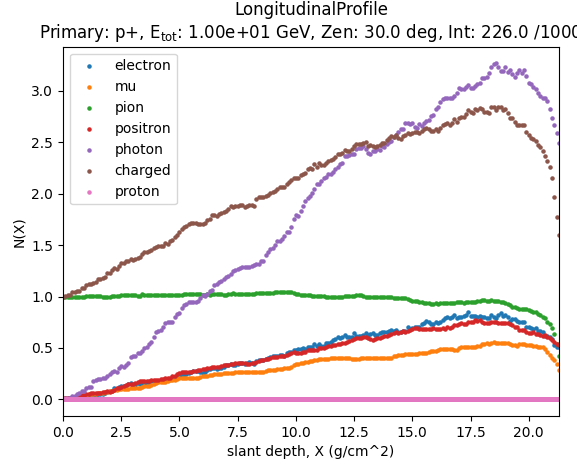 LongitudinalProfile
Primary: p+, E_tot: 1.00e+01 GeV, Zen: 30.0 deg, Int: 226.0 /1000
electron
mu
pion
positron
photon
charged
proton
N(X)
3.0
2.5
2.0
1.5
1.0
0.5
0.0
0.0 2.5 5.0 7.5 10.0 12.5 15.0 17.5 20.0
slant depth, X (g/cm^2)